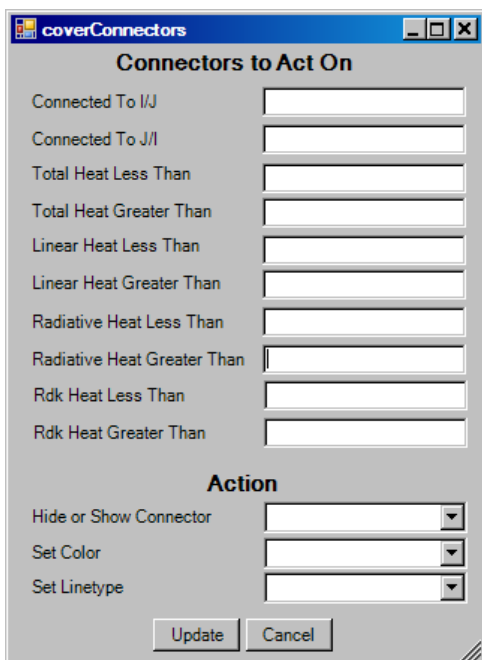 coverConnectors
Connectors to Act On
Connected To I/J
Connected To J/I
Total Heat Less Than
Total Heat Greater Than
Linear Heat Less Than
Linear Heat Greater Than
Radiative Heat Less Than
Radiative Heat Greater Than
Rdk Heat Less Than
Rdk Heat Greater Than
Action
Hide or Show Connector
Set Color
Set Linetype
Update Cancel